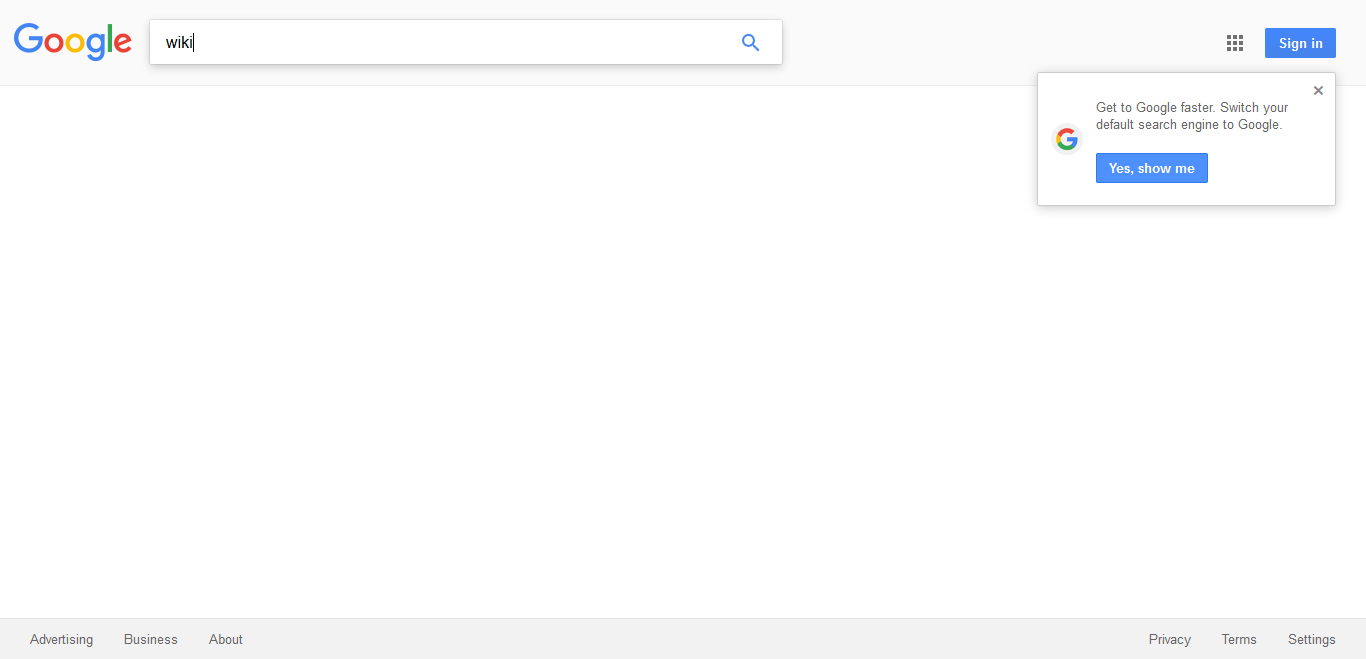 Google
wiki
Sign in
Get to Google faster. Switch your
default search engine to Google.
Yes, show me
Advertising
Business
About
Privacy
Terms
Settings